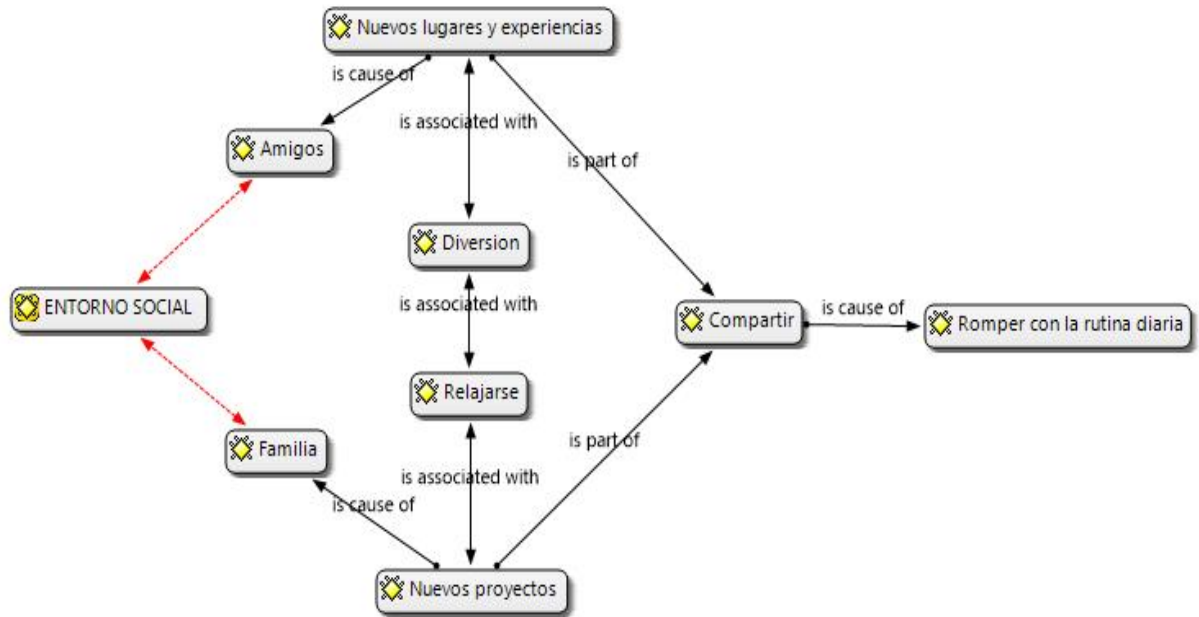 Nuevos lugares y experiencias
is cause of
Amigos
is associated with
is part of
Diversion
ENTORNO SOCIAL
is associated with
Compartir
is cause of
Romper con la rutina diaria
Relajarse
Familia
is part of
is associated with
is cause of
Nuevos proyectos